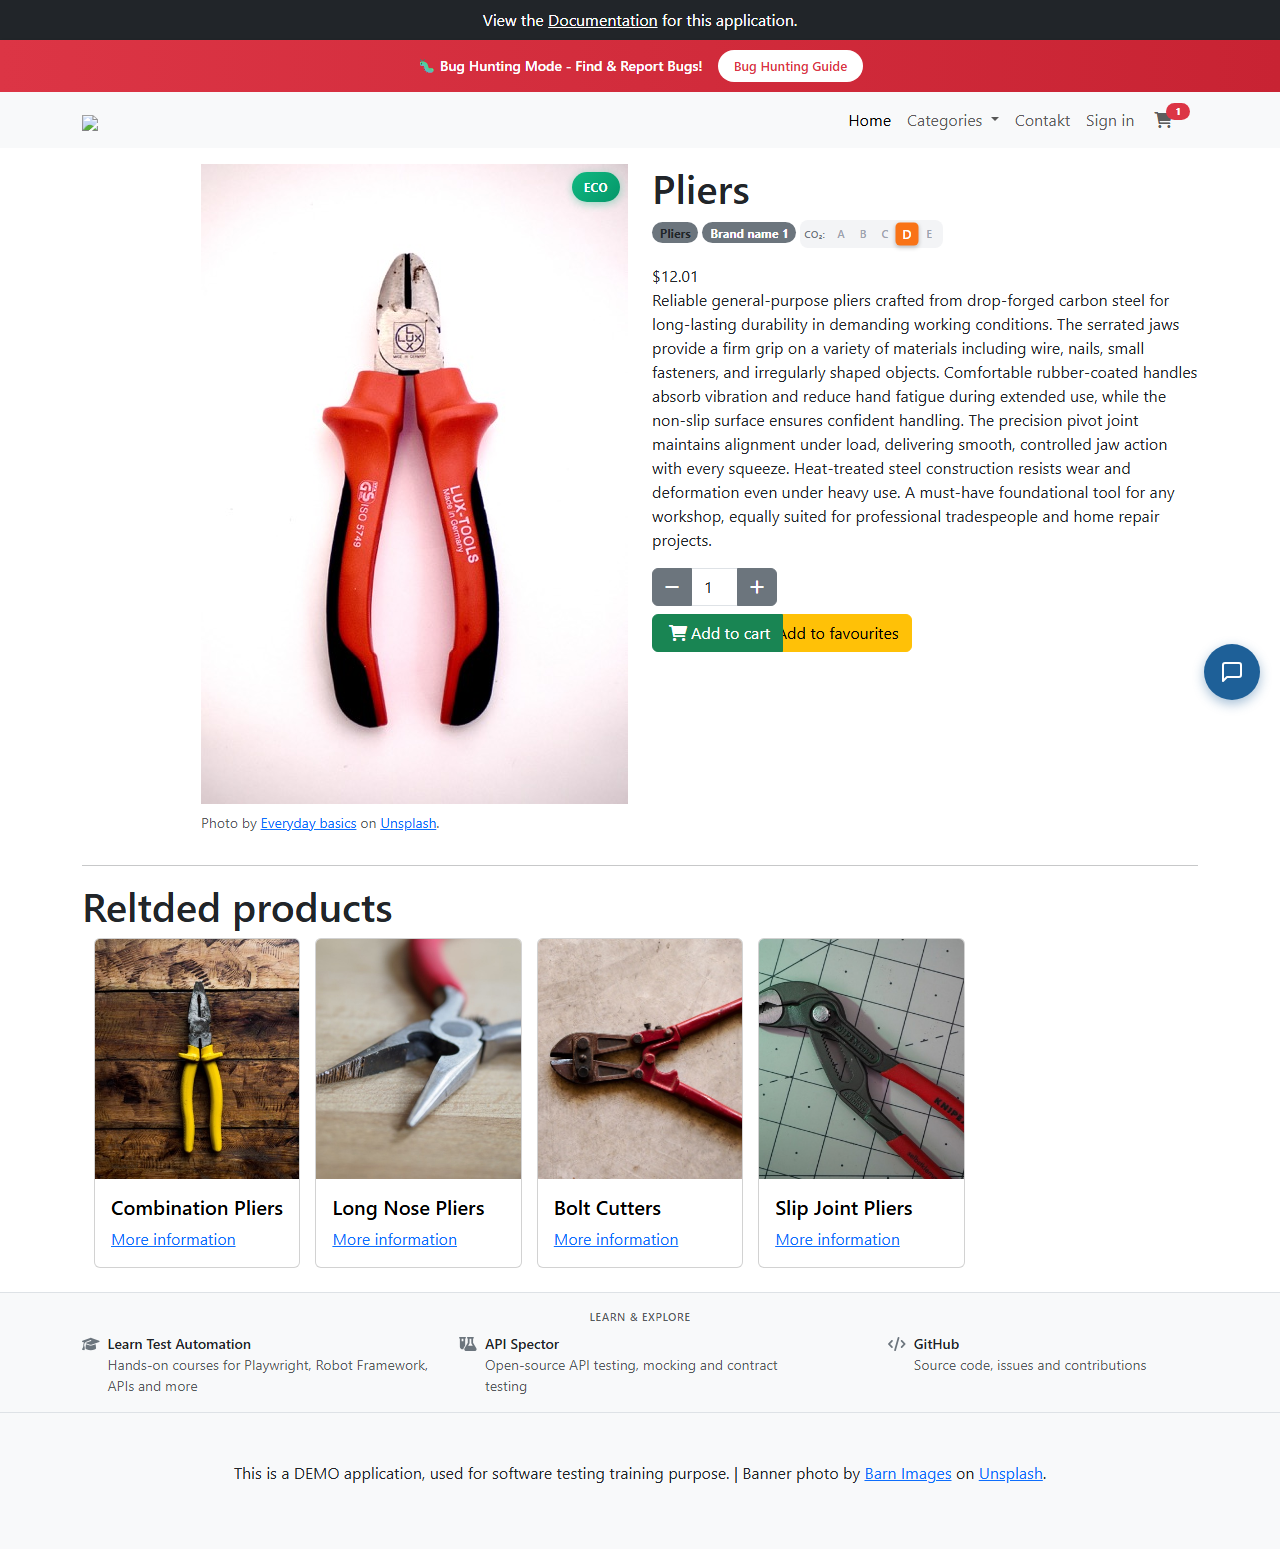 View the Documentation for this application.
Bug Hunting Mode - Find & Report Bugs! Bug Hunting Guide
Home Categories Contakt Sign in 1
ECO
LUX
MADE IN GERMANY
GS ISO 5749
LUX-TOOLS
Made in Germany
Photo by Everyday basics on Unsplash.
Pliers
Pliers Brand name 1 CO₂: A B C D E
$12.01
Reliable general-purpose pliers crafted from drop-forged carbon steel for
long-lasting durability in demanding working conditions. The serrated jaws
provide a firm grip on a variety of materials including wire, nails, small
fasteners, and irregularly shaped objects. Comfortable rubber-coated handles
absorb vibration and reduce hand fatigue during extended use, while the
non-slip surface ensures confident handling. The precision pivot joint
maintains alignment under load, delivering smooth, controlled jaw action
with every squeeze. Heat-treated steel construction resists wear and
deformation even under heavy use. A must-have foundational tool for any
workshop, equally suited for professional tradespeople and home repair
projects.
1
Add to cart Add to favourites
Reltded products
KNIPEX
Combination Pliers
More information
Long Nose Pliers
More information
Bolt Cutters
More information
Slip Joint Pliers
More information
LEARN & EXPLORE
Learn Test Automation
Hands-on courses for Playwright, Robot Framework,
APIs and more
API Spector
Open-source API testing, mocking and contract
testing
GitHub
Source code, issues and contributions
This is a DEMO application, used for software testing training purpose. | Banner photo by Barn Images on Unsplash.